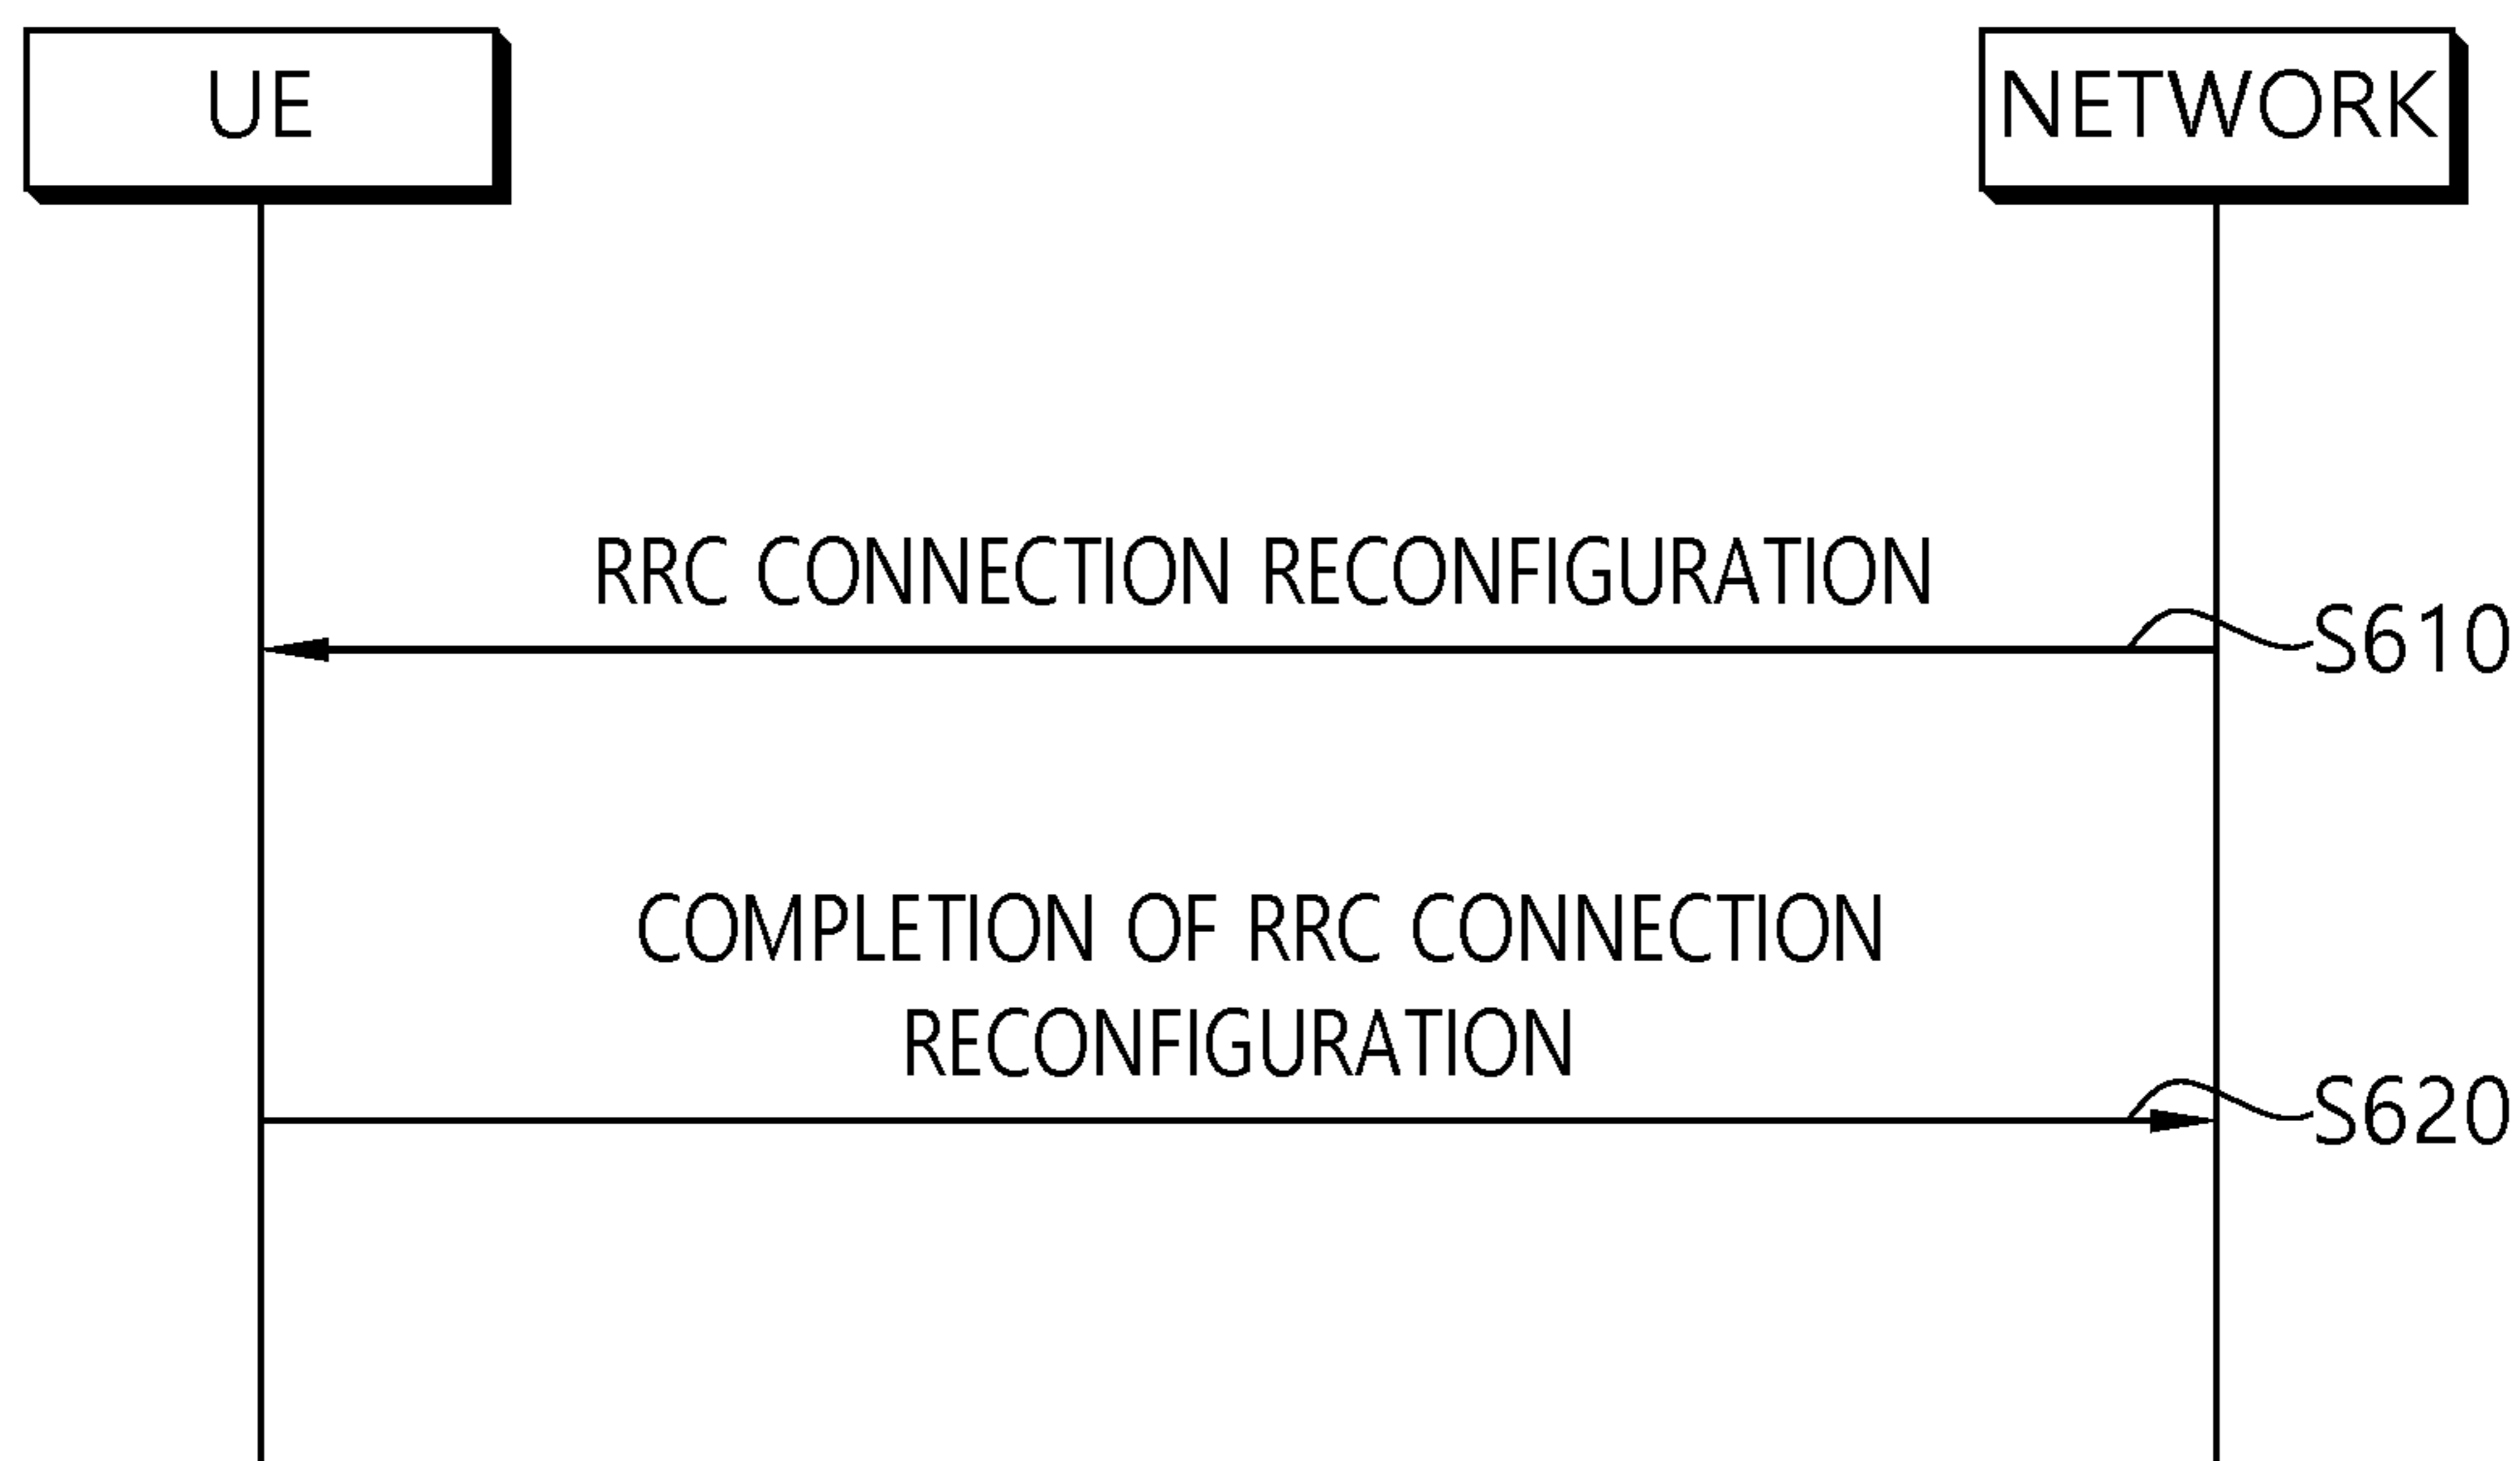 UE
NETWORK
RRC CONNECTION RECONFIGURATION
S610
COMPLETION OF RRC CONNECTION
RECONFIGURATION
S620